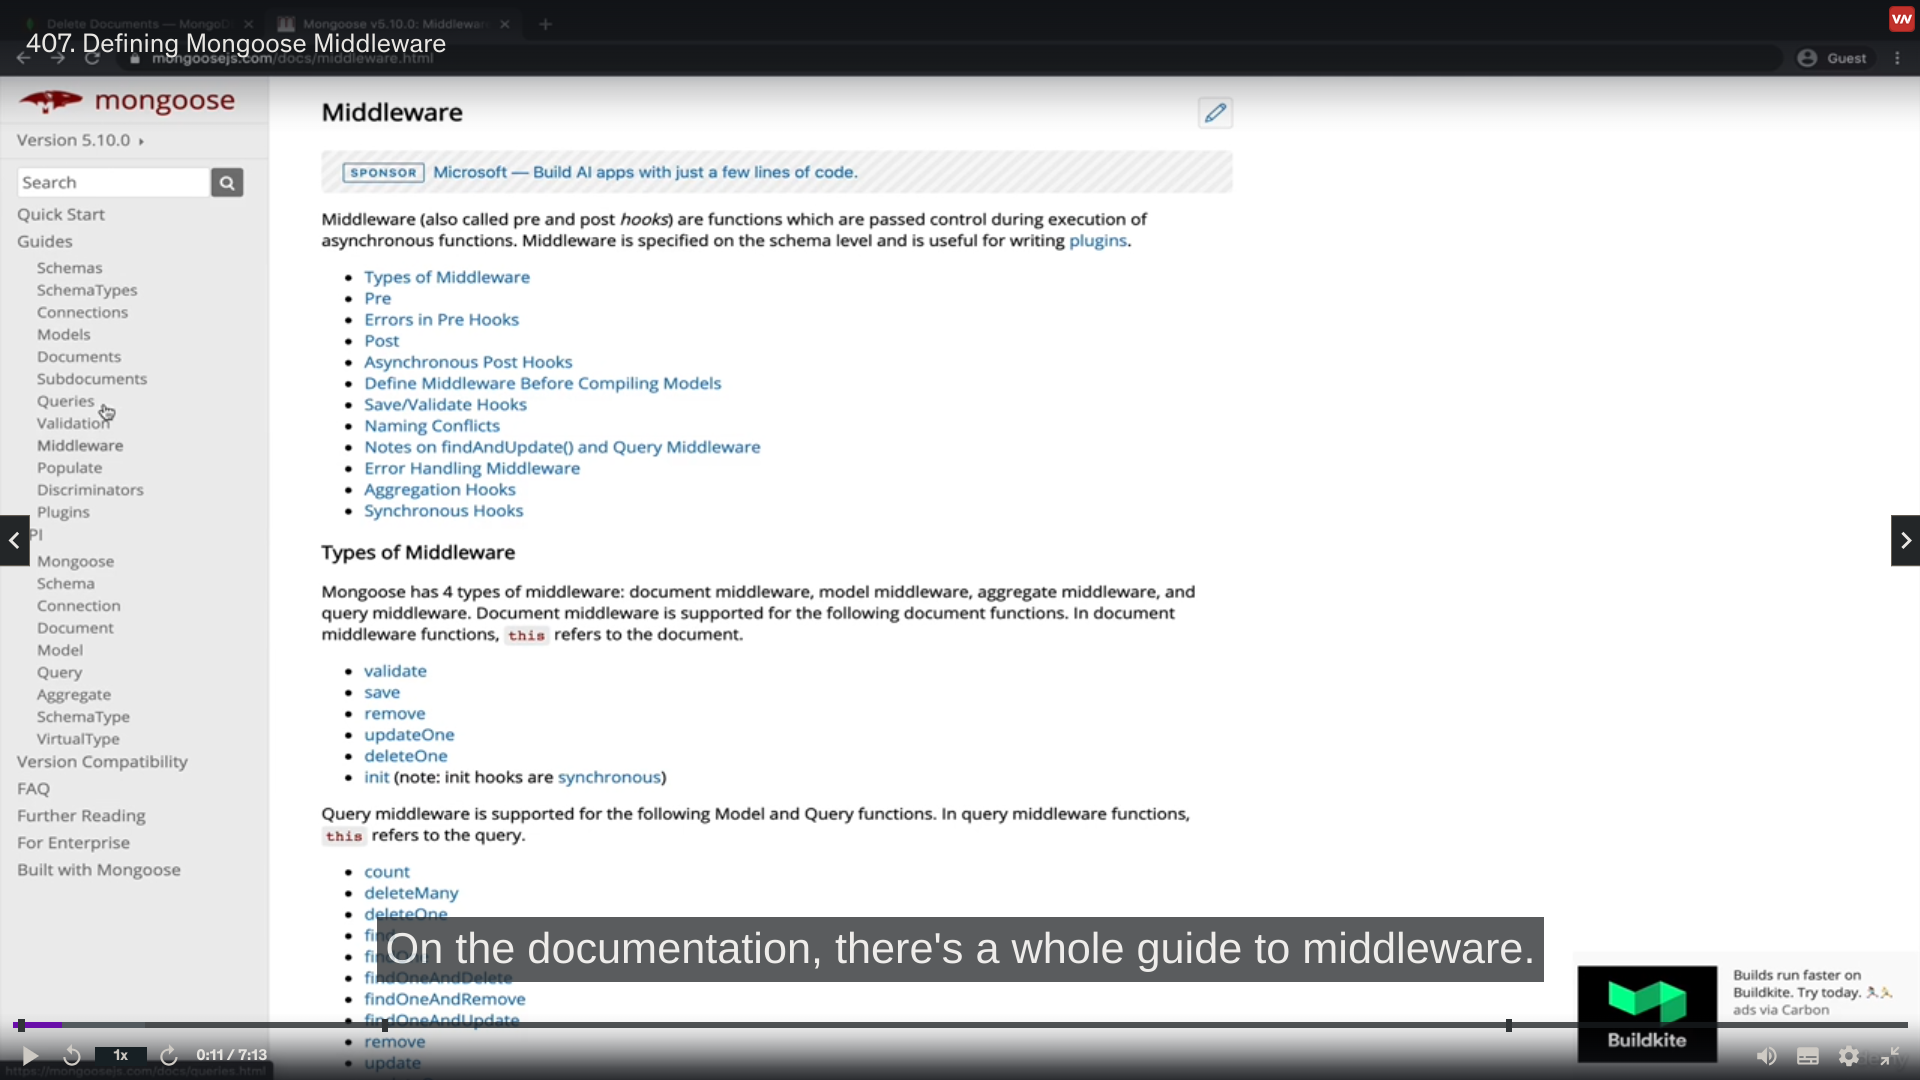 Delete Documents — MongoD
Mongoose v5.10.0: Middleware
407. Defining Mongoose Middleware
mongoosejs.com/docs/middleware.html
Guest
mongoose
Version 5.10.0
Search
Quick Start
Guides
Schemas
SchemaTypes
Connections
Models
Documents
Subdocuments
Queries
Validation
Middleware
Populate
Discriminators
Plugins
PI
Mongoose
Schema
Connection
Document
Model
Query
Aggregate
SchemaType
VirtualType
Version Compatibility
FAQ
Further Reading
For Enterprise
Built with Mongoose
Middleware
SPONSOR Microsoft — Build AI apps with just a few lines of code.
Middleware (also called pre and post hooks) are functions which are passed control during execution of
asynchronous functions. Middleware is specified on the schema level and is useful for writing plugins.
Types of Middleware
Pre
Errors in Pre Hooks
Post
Asynchronous Post Hooks
Define Middleware Before Compiling Models
Save/Validate Hooks
Naming Conflicts
Notes on findAndUpdate() and Query Middleware
Error Handling Middleware
Aggregation Hooks
Synchronous Hooks
Types of Middleware
Mongoose has 4 types of middleware: document middleware, model middleware, aggregate middleware, and
query middleware. Document middleware is supported for the following document functions. In document
middleware functions, this refers to the document.
validate
save
remove
updateOne
deleteOne
init (note: init hooks are synchronous)
Query middleware is supported for the following Model and Query functions. In query middleware functions,
this refers to the query.
count
deleteMany
deleteOne
find
findOne
findOneAndDelete
findOneAndRemove
findOneAndUpdate
remove
update
On the documentation, there's a whole guide to middleware.
Builds run faster on
Buildkite. Try today.
ads via Carbon
Buildkite
1x
0:11 / 7:13
https://mongoosejs.com/docs/queries.html